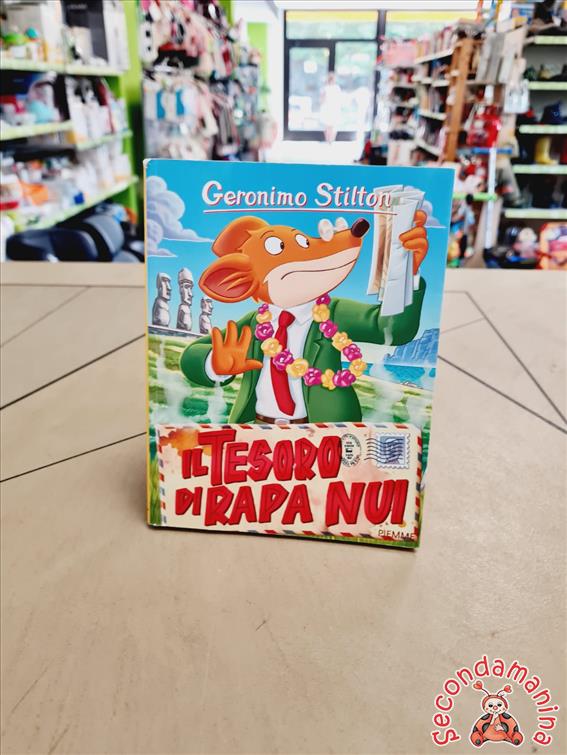 Geronimo Stilton
IL TESORO
DI RAPA NUI
PIEMME
Secondamanina